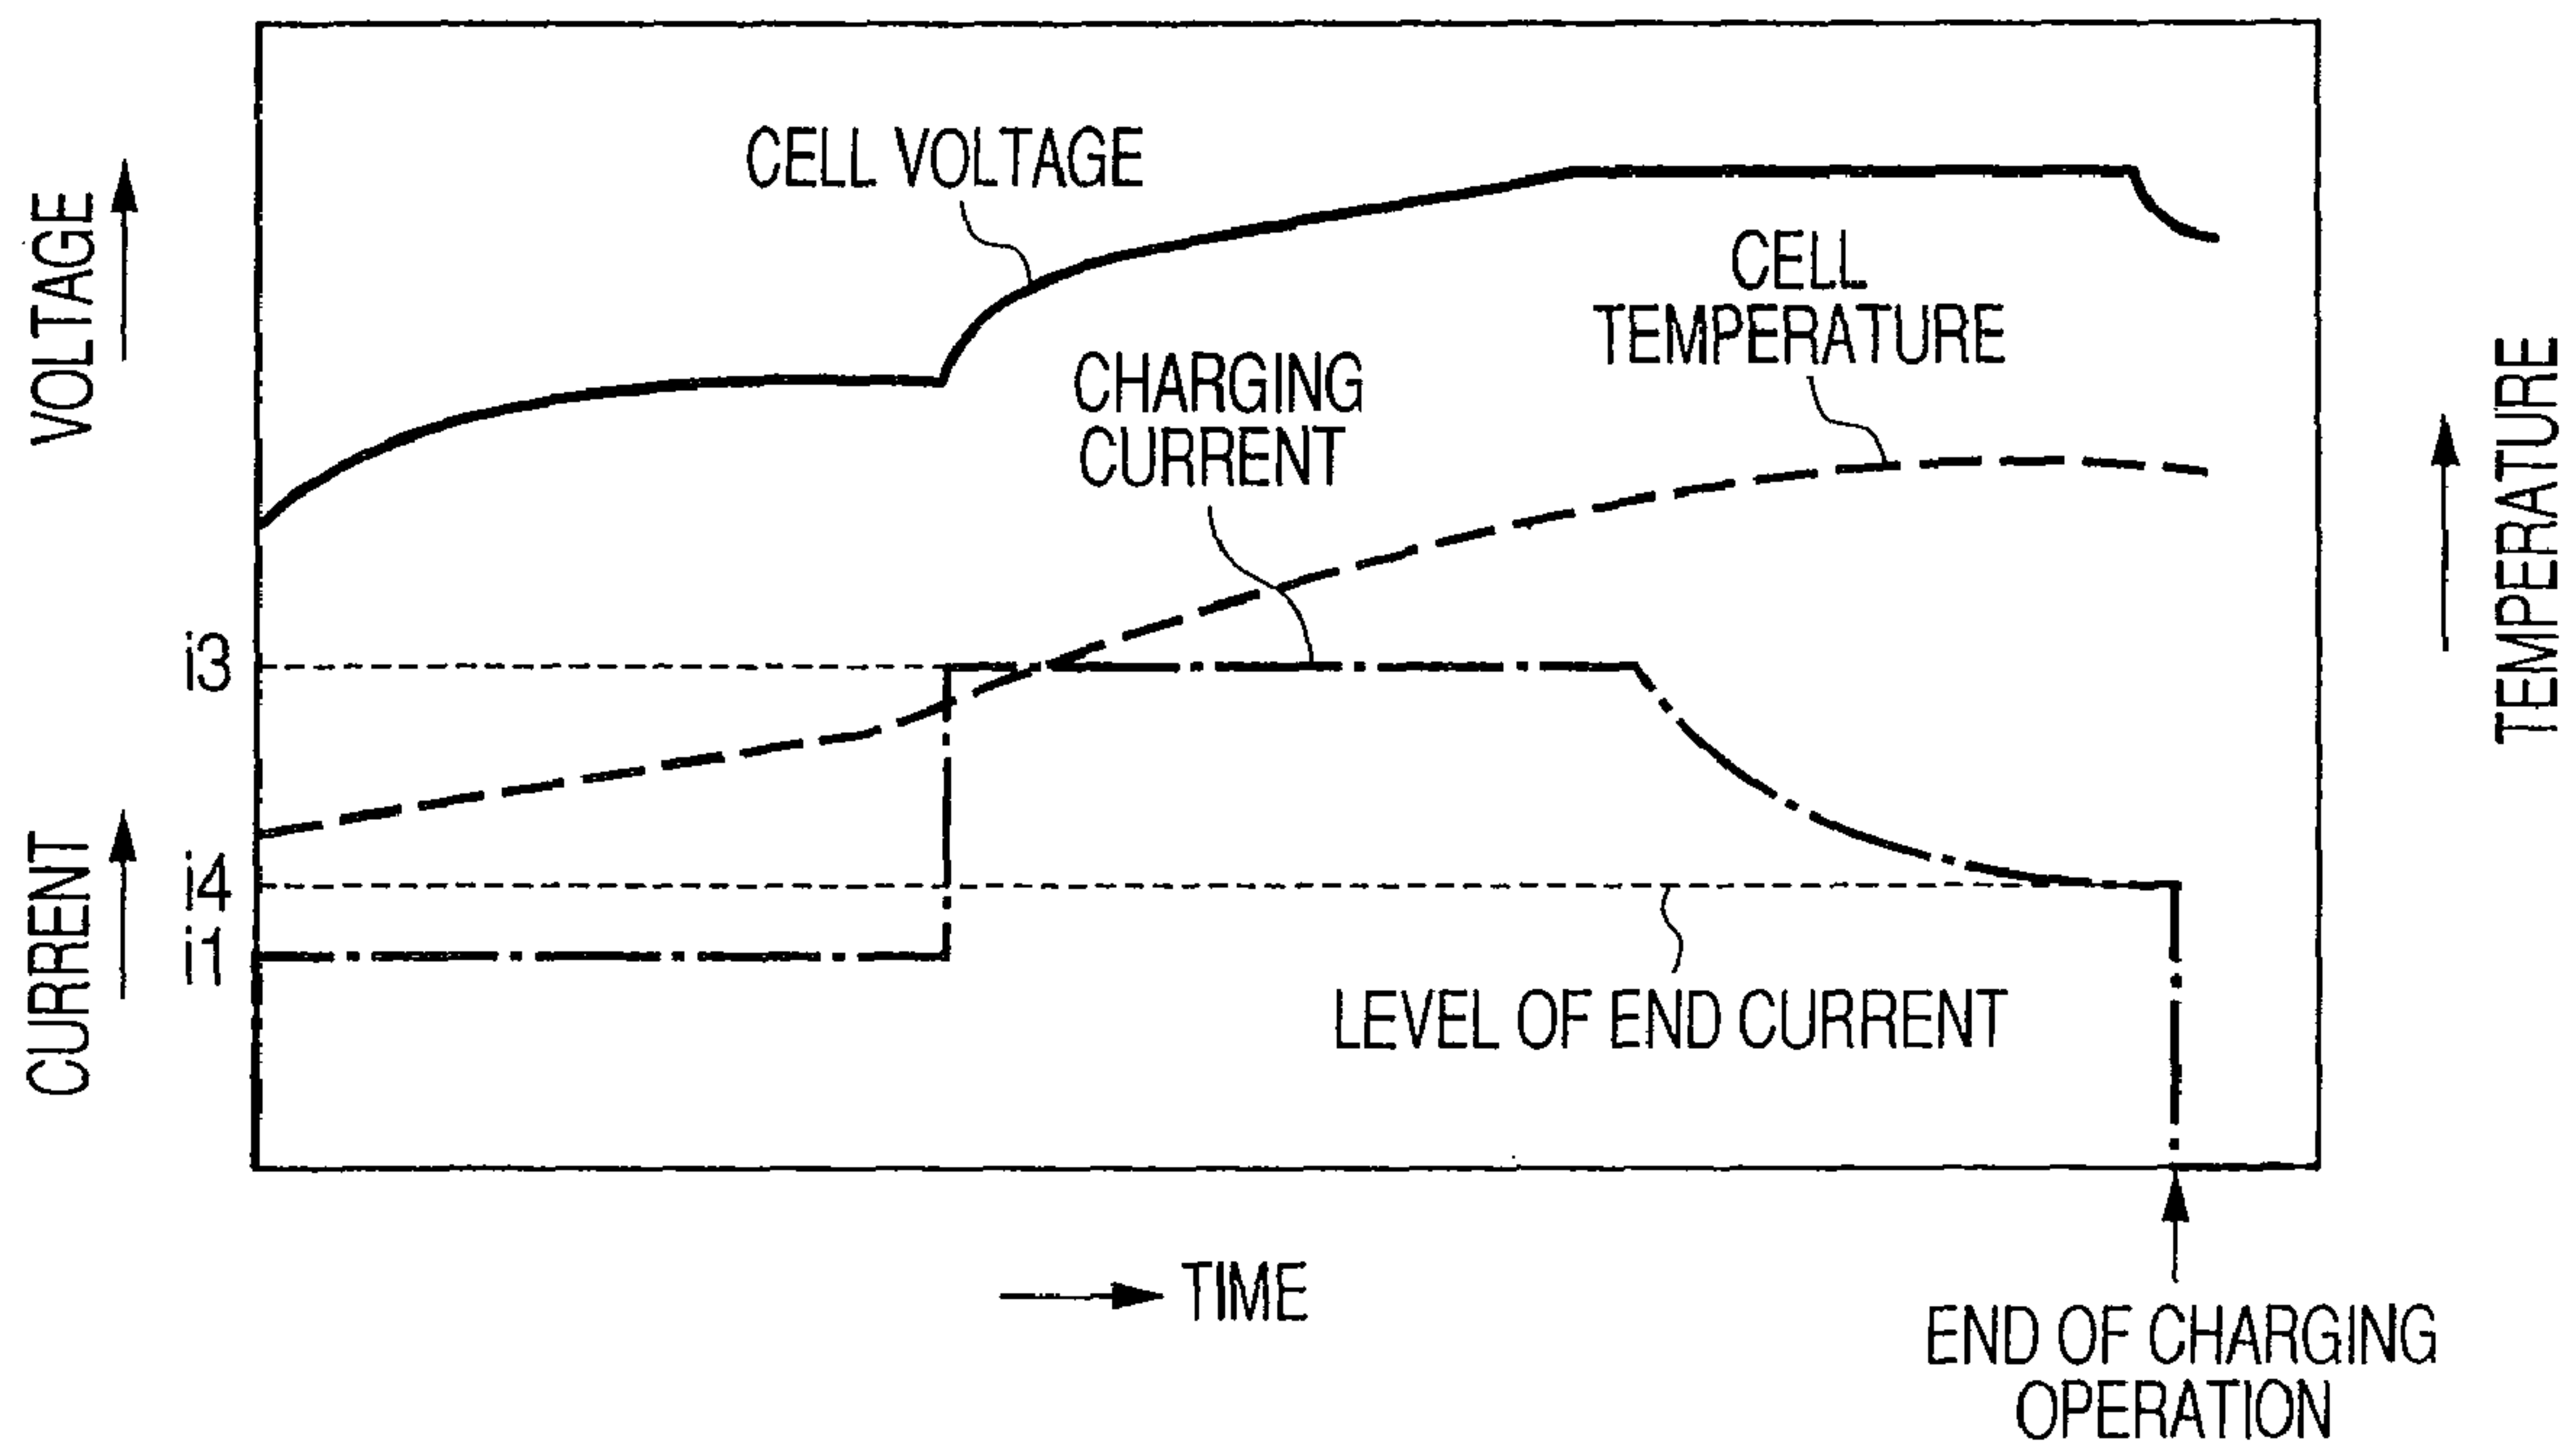 CELL VOLTAGE
VOLTAGE
CELL
TEMPERATURE
CHARGING
CURRENT
TEMPERATURE
i3
i4
i1
CURRENT
LEVEL OF END CURRENT
TIME
END OF CHARGING
OPERATION